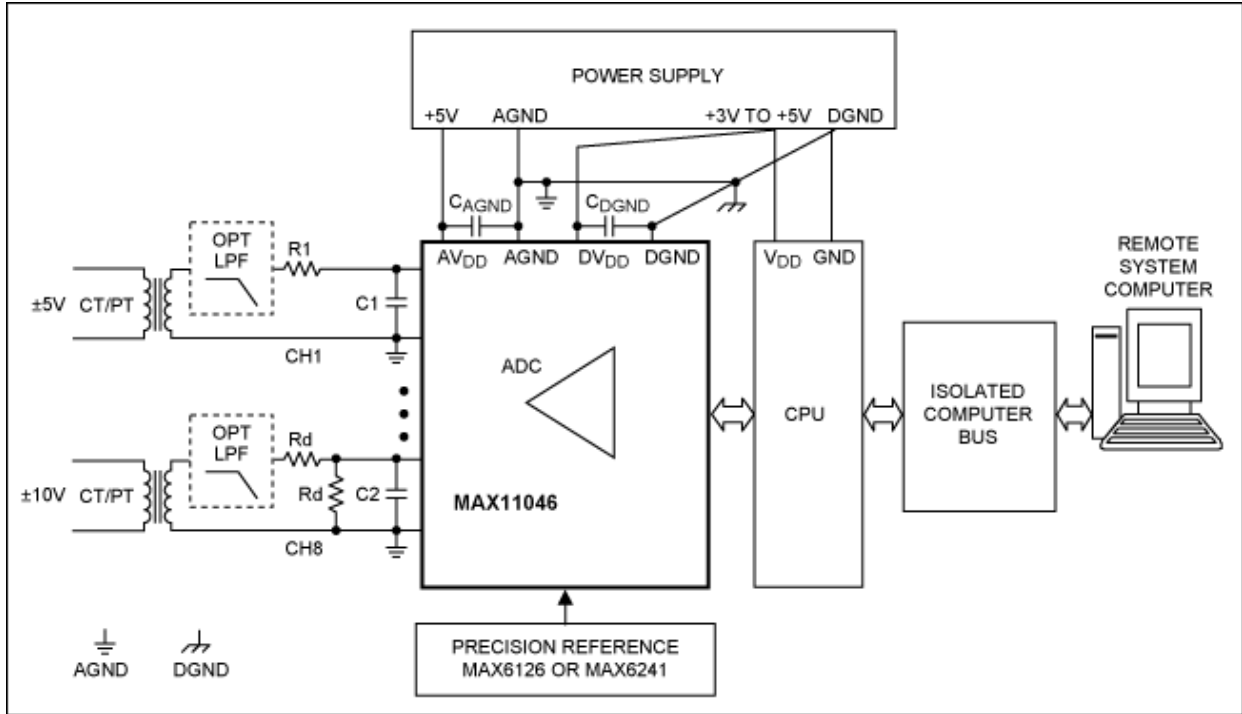 POWER SUPPLY
+5V AGND +3V TO +5V DGND
CAGND CDGND
AVDD AGND DVDD DGND
VDD GND
OPT
LPF
R1
±5V CT/PT
C1
CH1
ADC
OPT
LPF
Rd
±10V CT/PT
Rd
C2
CH8
MAX11046
CPU
ISOLATED
COMPUTER
BUS
REMOTE
SYSTEM
COMPUTER
PRECISION REFERENCE
MAX6126 OR MAX6241
AGND DGND